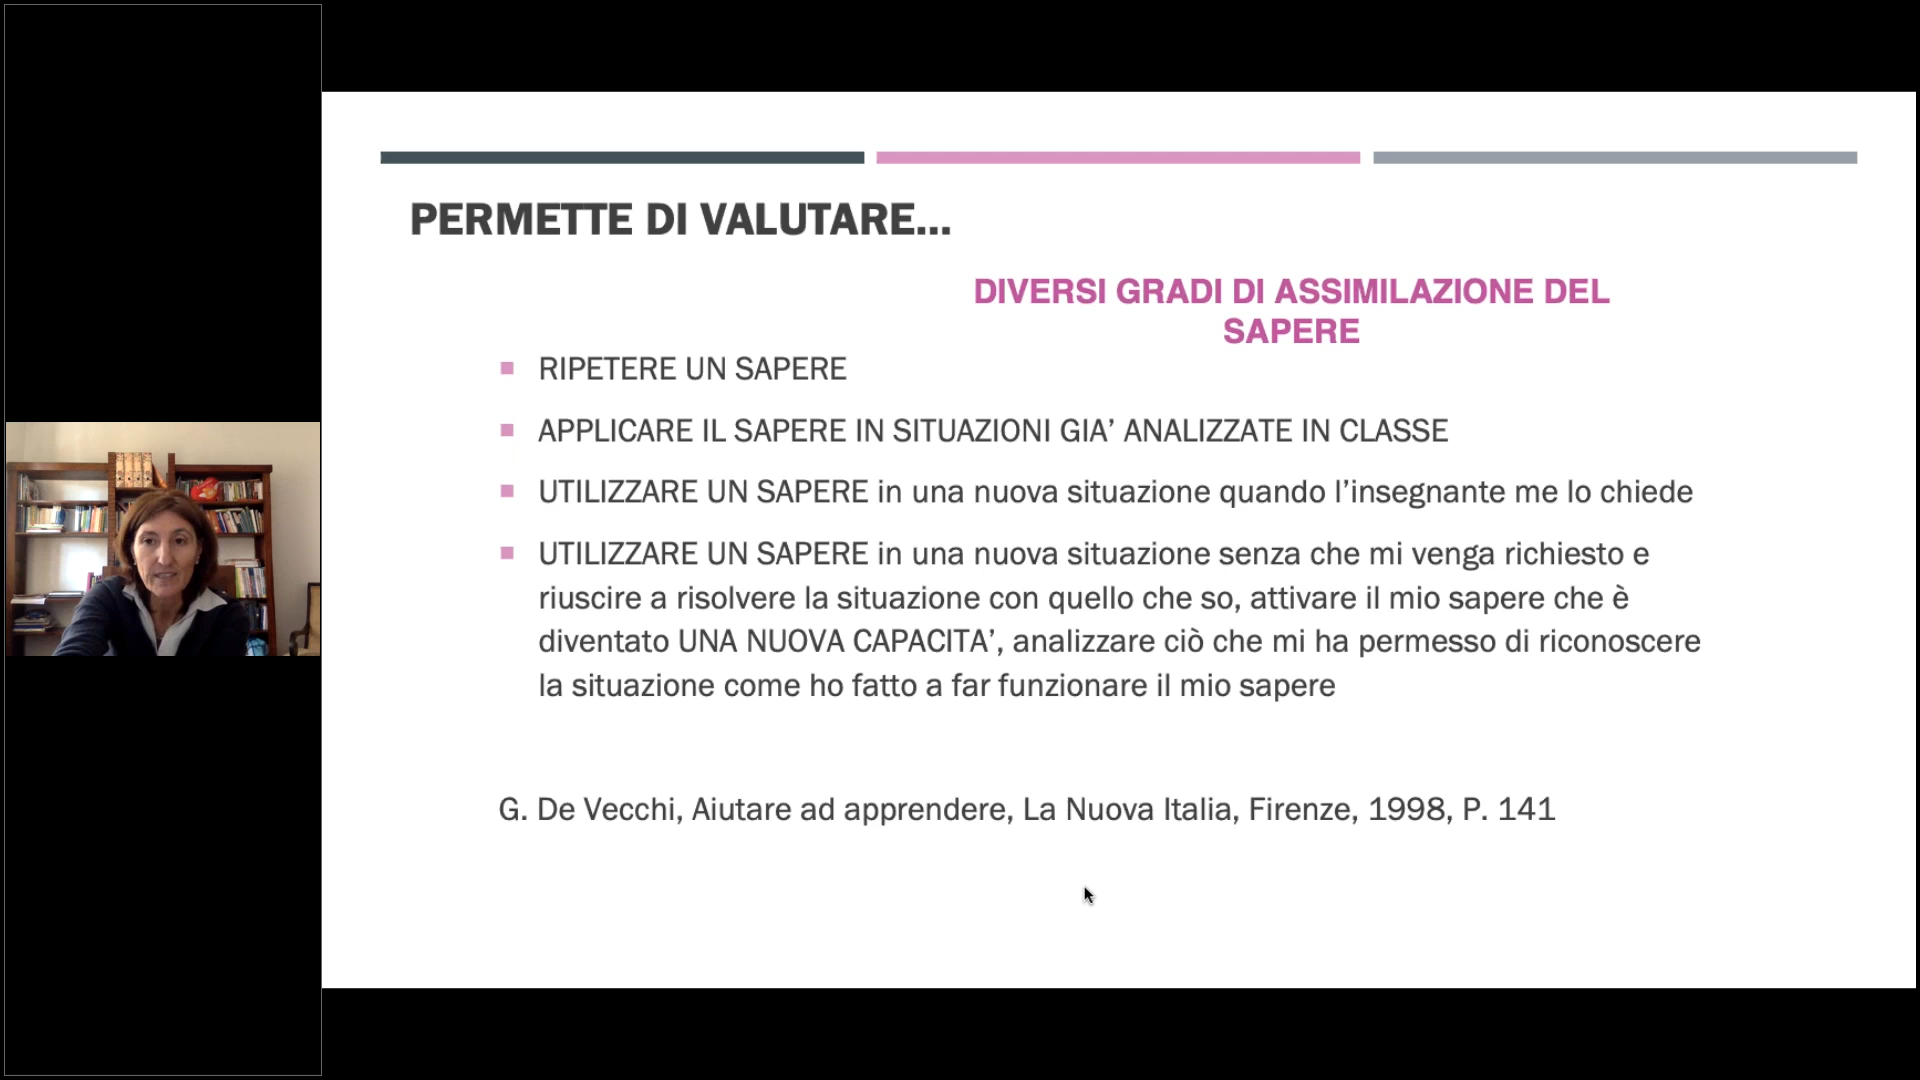 PERMETTE DI VALUTARE...
DIVERSI GRADI DI ASSIMILAZIONE DEL
SAPERE
RIPETERE UN SAPERE
APPLICARE IL SAPERE IN SITUAZIONI GIA’ ANALIZZATE IN CLASSE
UTILIZZARE UN SAPERE in una nuova situazione quando l’insegnante me lo chiede
UTILIZZARE UN SAPERE in una nuova situazione senza che mi venga richiesto e
riuscire a risolvere la situazione con quello che so, attivare il mio sapere che è
diventato UNA NUOVA CAPACITA’, analizzare ciò che mi ha permesso di riconoscere
la situazione come ho fatto a far funzionare il mio sapere
G. De Vecchi, Aiutare ad apprendere, La Nuova Italia, Firenze, 1998, P. 141